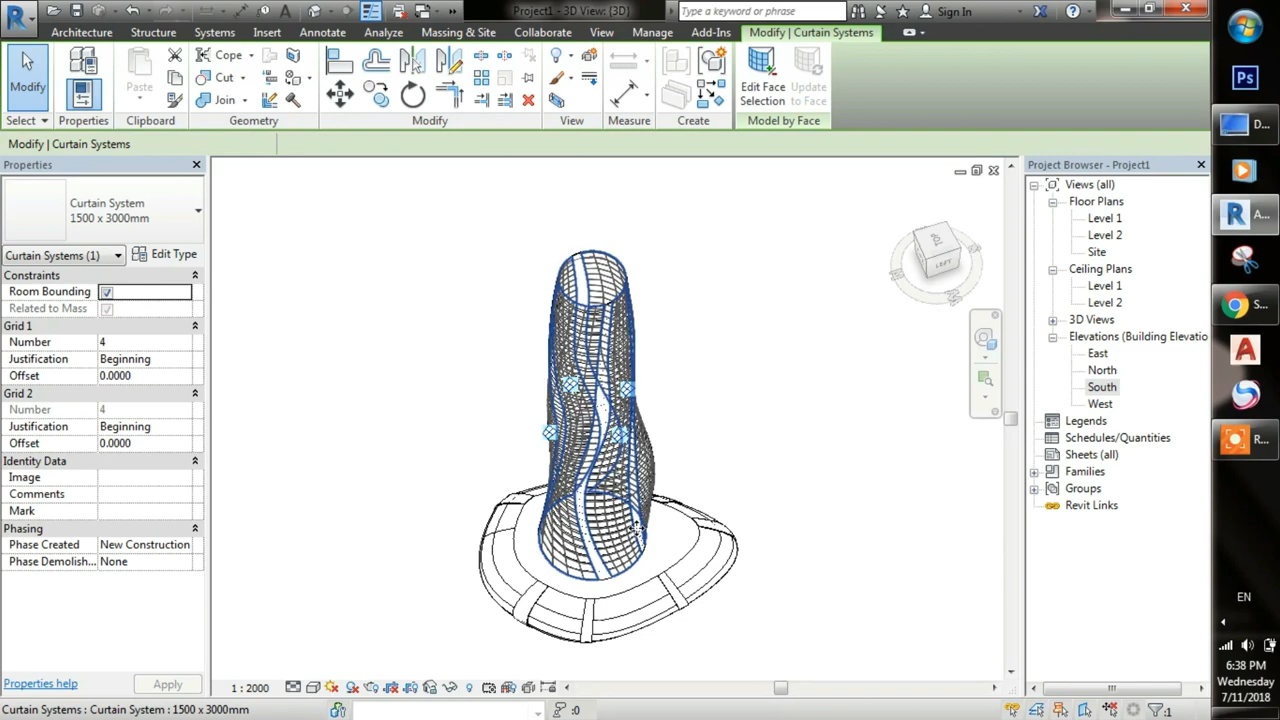 Project1 - 3D View: {3D}
Type a keyword or phrase
Sign In
Architecture Structure Systems Insert Annotate Analyze Massing & Site Collaborate View Manage Add-Ins Modify | Curtain Systems
Modify
Paste
Cope
Cut
Join
Edit Face
Selection
Update
to Face
Select Properties Clipboard Geometry Modify View Measure Create Model by Face
Modify | Curtain Systems
Properties
Curtain System
1500 x 3000mm
Curtain Systems (1) Edit Type
Constraints
Room Bounding
Related to Mass
Grid 1
Number 4
Justification Beginning
Offset 0.0000
Grid 2
Number 4
Justification Beginning
Offset 0.0000
Identity Data
Image
Comments
Mark
Phasing
Phase Created New Construction
Phase Demolish... None
Properties help Apply
LEFT
1 : 2000
Project Browser - Project1
Views (all)
Floor Plans
Level 1
Level 2
Site
Ceiling Plans
Level 1
Level 2
3D Views
Elevations (Building Elevatio
East
North
South
West
Legends
Schedules/Quantities
Sheets (all)
Families
Groups
Revit Links
Curtain Systems : Curtain System : 1500 x 3000mm
:0
:1
Ps
D...
A...
S...
R...
EN
6:38 PM
Wednesday
7/11/2018